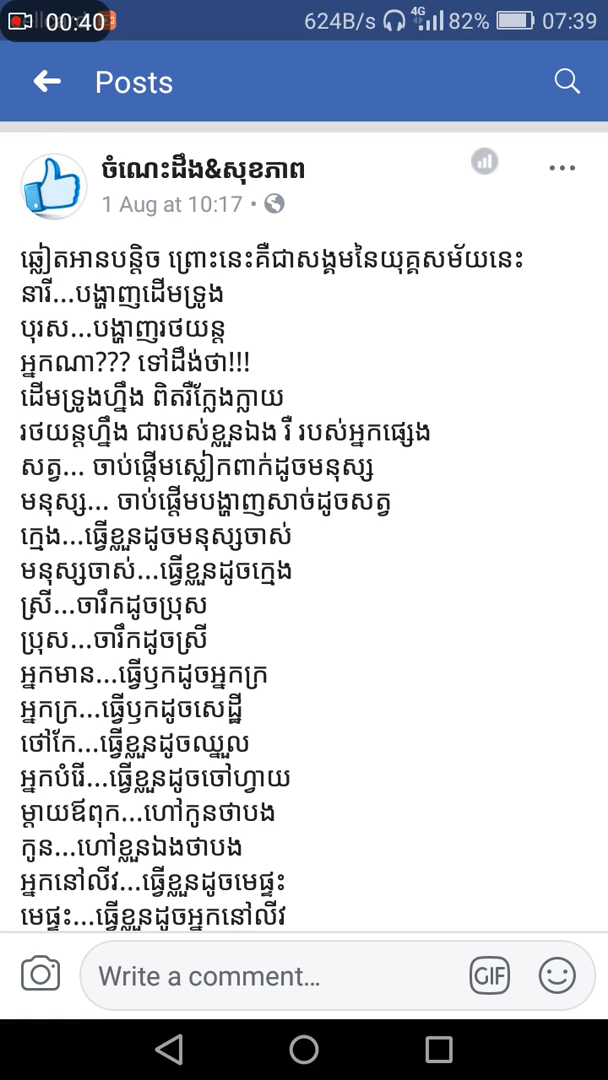 00:40 624B/s 4G 82% 07:39
Posts
ចំណេះដឹង&សុខភាព
1 Aug at 10:17 •
ឆ្លៀតអានបន្តិច ព្រោះនេះគឺជាសង្គមនៃយុគ្គសម័យនេះ
នារី...បង្ហាញដើមទ្រូង
បុរស...បង្ហាញរថយន្ត
អ្នកណា??? ទៅដឹង់ថា!!!
ដើមទ្រូងហ្នឹង ពិតរឺក្លែងក្លាយ
រថយន្តហ្នឹង ជារបស់ខ្លួនឯង រឺ របស់អ្នកផ្សេង
សត្វ... ចាប់ផ្តើមស្លៀកពាក់ដូចមនុស្ស
មនុស្ស... ចាប់ផ្តើមបង្ហាញសាច់ដូចសត្វ
ក្មេង...ធ្វើខ្លួនដូចមនុស្សចាស់
មនុស្សចាស់...ធ្វើខ្លួនដូចក្មេង
ស្រី...ចារឹកដូចប្រុស
ប្រុស...ចារឹកដូចស្រី
អ្នកមាន...ធ្វើឫកដូចអ្នកក្រ
អ្នកក្រ...ធ្វើឫកដូចសេដ្ឋី
ថៅកែ...ធ្វើខ្លួនដូចឈ្នួល
អ្នកបំរើ...ធ្វើខ្លួនដូចចៅហ្វាយ
ម្តាយឪពុក...ហៅកូនថាបង
កូន...ហៅខ្លួនឯងថាបង
អ្នកនៅលីវ...ធ្វើខ្លួនដូចមេផ្ទះ
មេផ្ទះ...ធ្វើខ្លួនដូចអ្នកនៅលីវ
Write a comment... GIF